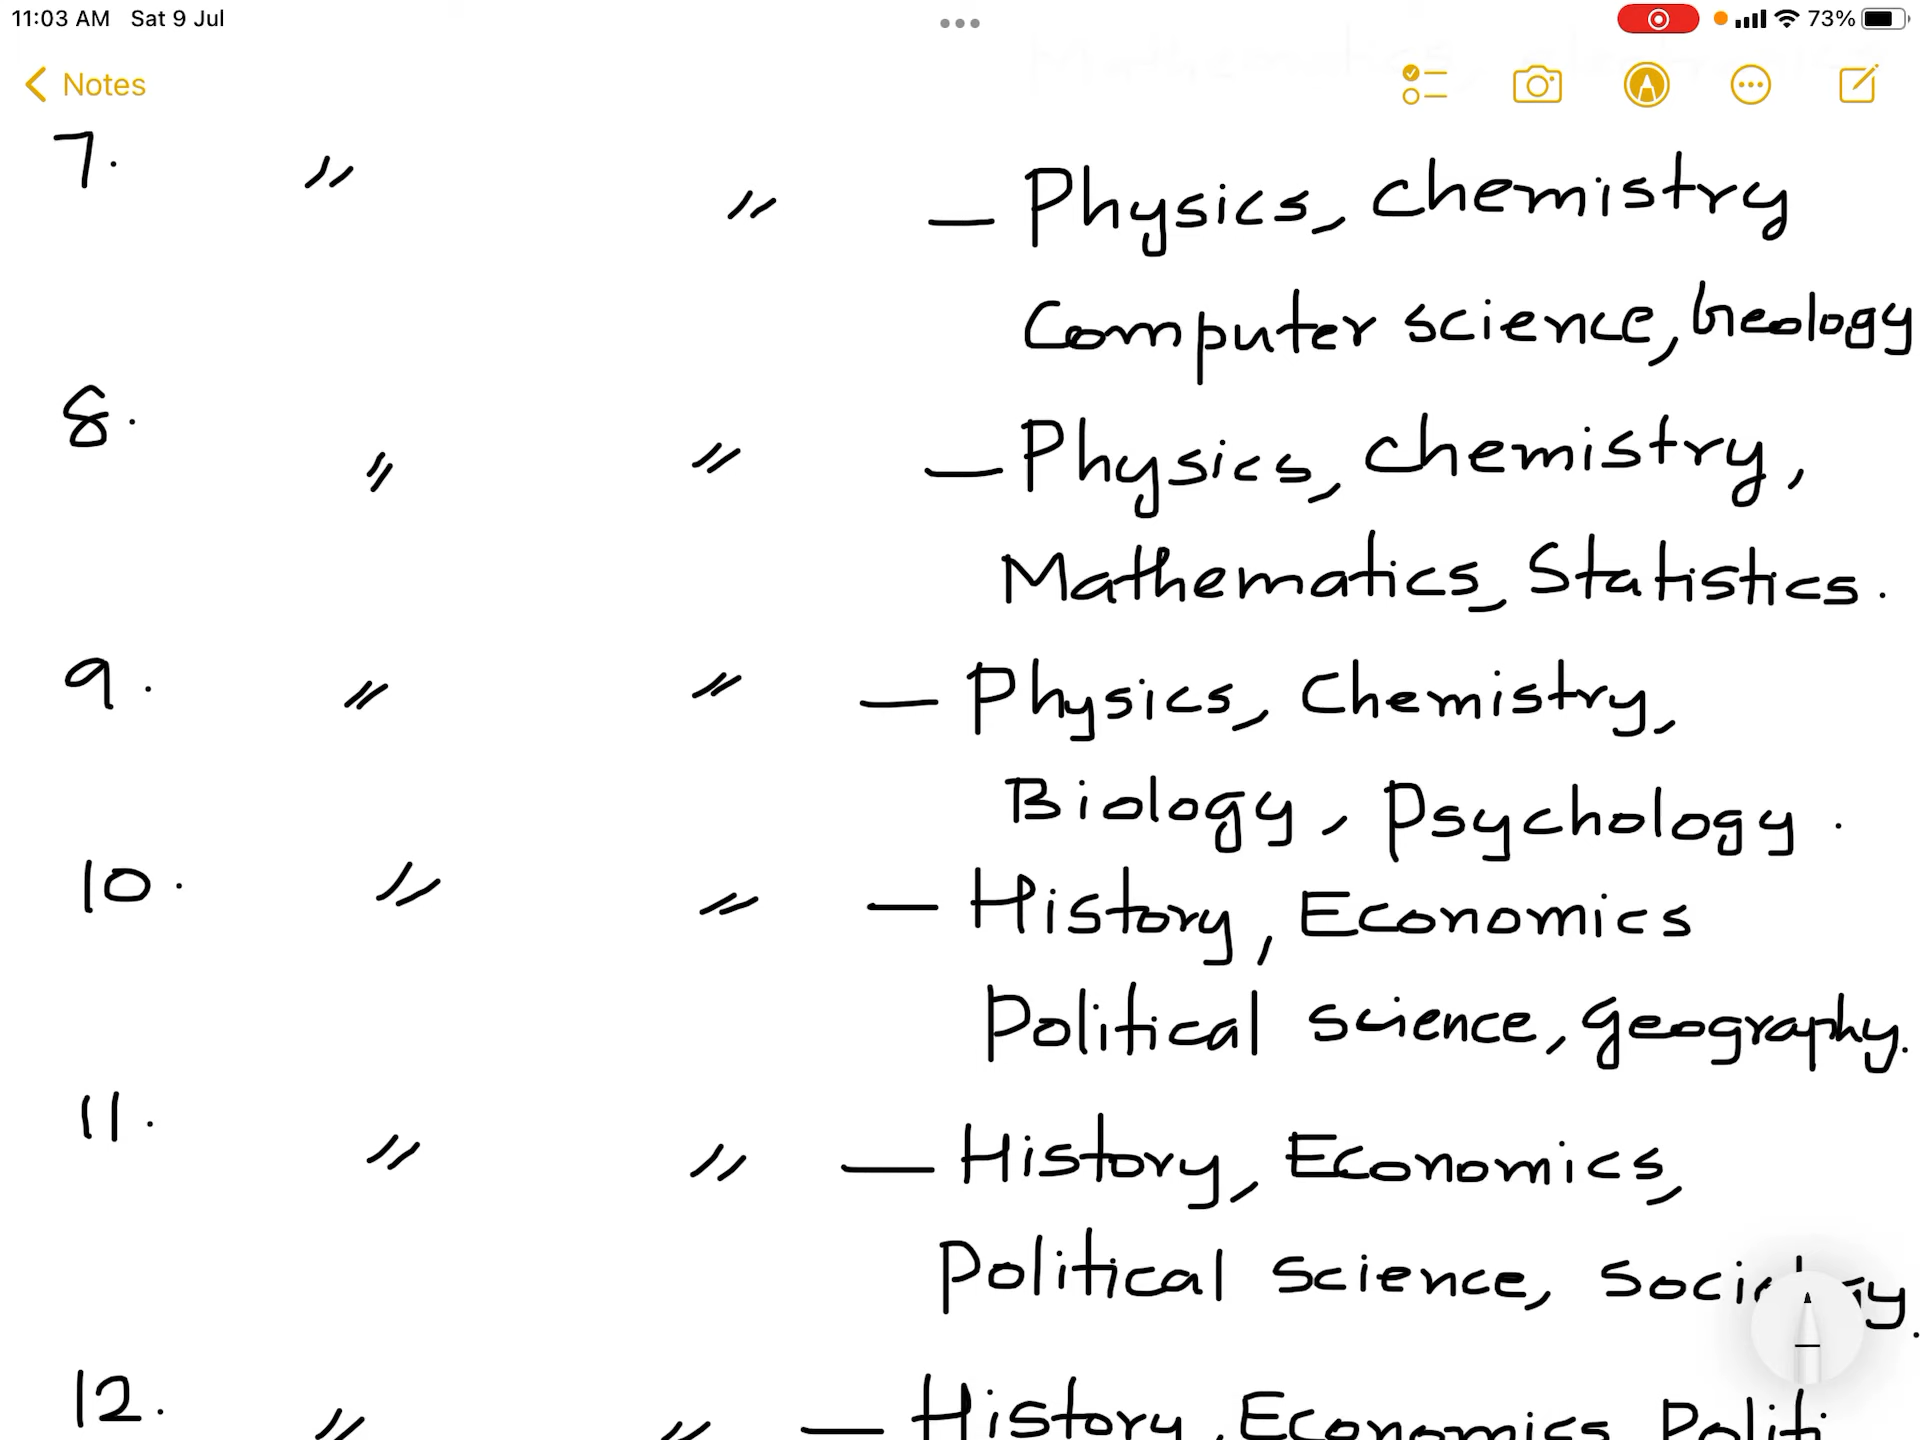 11:03 AM Sat 9 Jul 73%
Notes
7. " " — Physics, chemistry
Computer science, Geology
8. " " — Physics, chemistry,
Mathematics, Statistics.
9. " " — Physics, Chemistry,
Biology, Psychology.
10. " " — History, Economics
Political science, geography.
11. " " — History, Economics,
Political science,
12. " " — History, Economics Politi